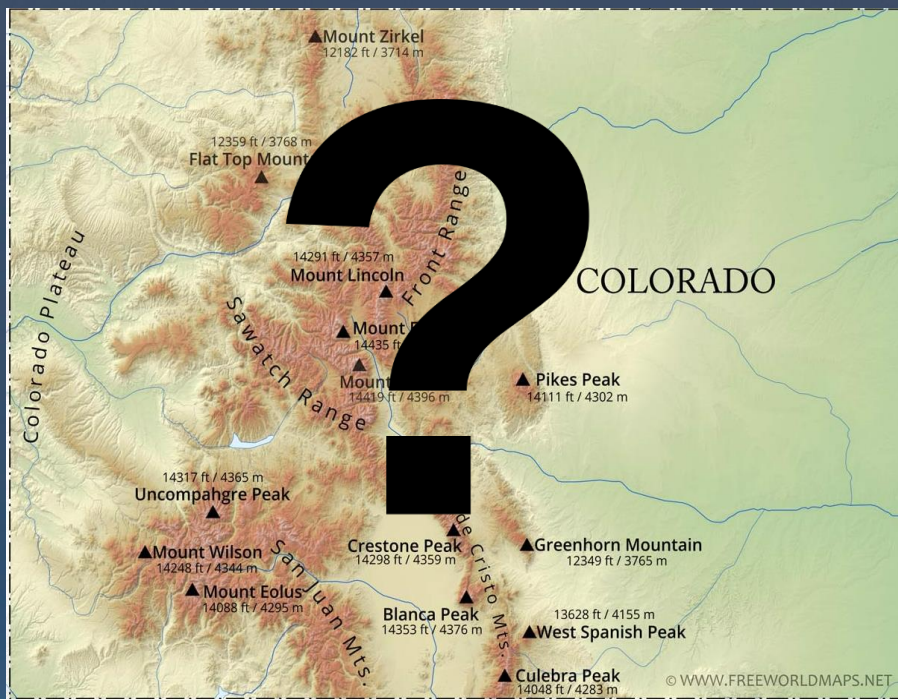 Mount Zirkel
12182 ft / 3714 m
12359 ft / 3768 m
Flat Top Mount
Front Range
Colorado Plateau
14291 ft / 4357 m
Mount Lincoln
COLORADO
Sawatch Range
Mount
14435
Mount
14419 ft / 4396 m
Pikes Peak
14111 ft / 4302 m
?
14317 ft / 4365 m
Uncompahgre Peak
de Cristo Mts.
Crestone Peak
14298 ft / 4359 m
Greenhorn Mountain
12349 ft / 3765 m
Mount Wilson
14248 ft / 4344 m
San Juan Mts.
Mount Eolus
14088 ft / 4295 m
Blanca Peak
14353 ft / 4376 m
13628 ft / 4155 m
West Spanish Peak
Culebra Peak
14048 ft / 4283 m
© WWW.FREEWORLDMAPS.NET